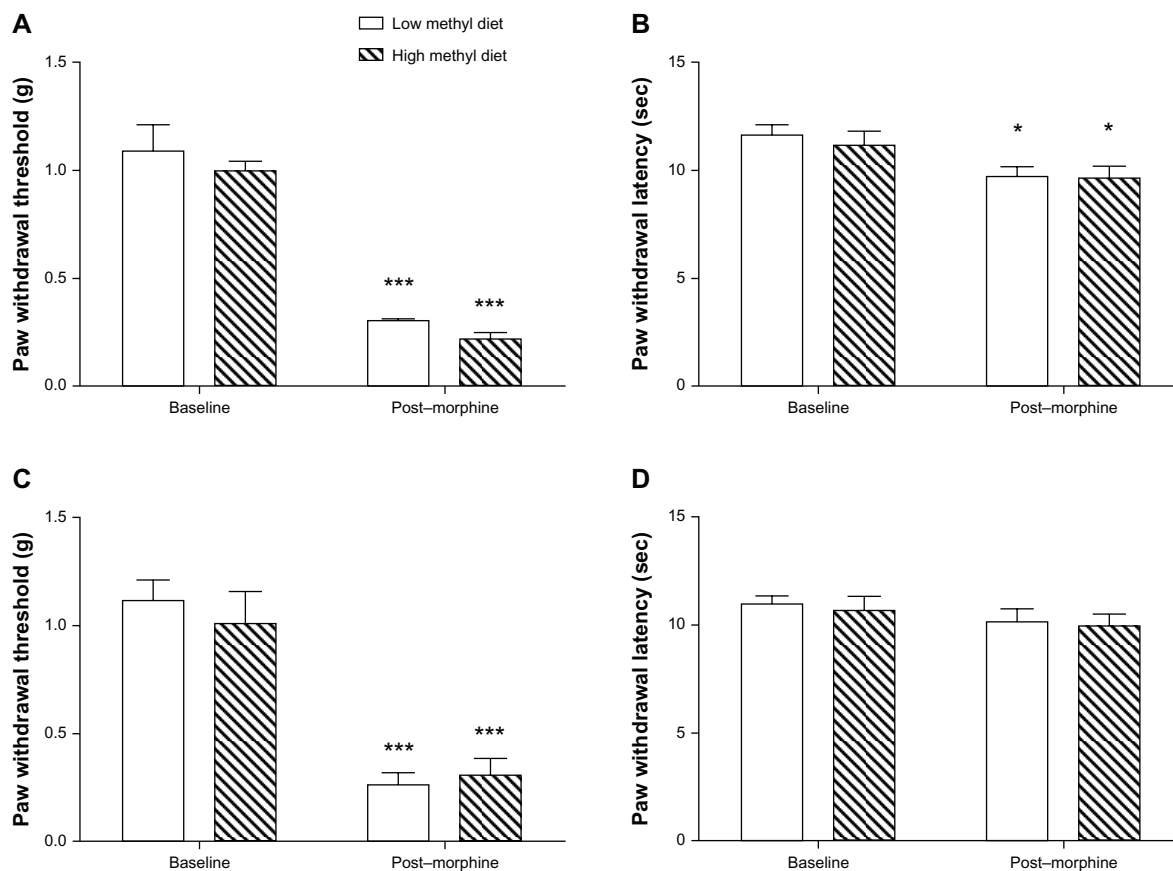 A
Low methyl diet
High methyl diet
Paw withdrawal threshold (g)
1.5
1.0
0.5
0.0
***
***
Baseline
Post–morphine
B
Paw withdrawal latency (sec)
15
10
5
0
*
*
Baseline
Post–morphine
C
Paw withdrawal threshold (g)
1.5
1.0
0.5
0.0
***
***
Baseline
Post–morphine
D
Paw withdrawal latency (sec)
15
10
5
0
Baseline
Post–morphine